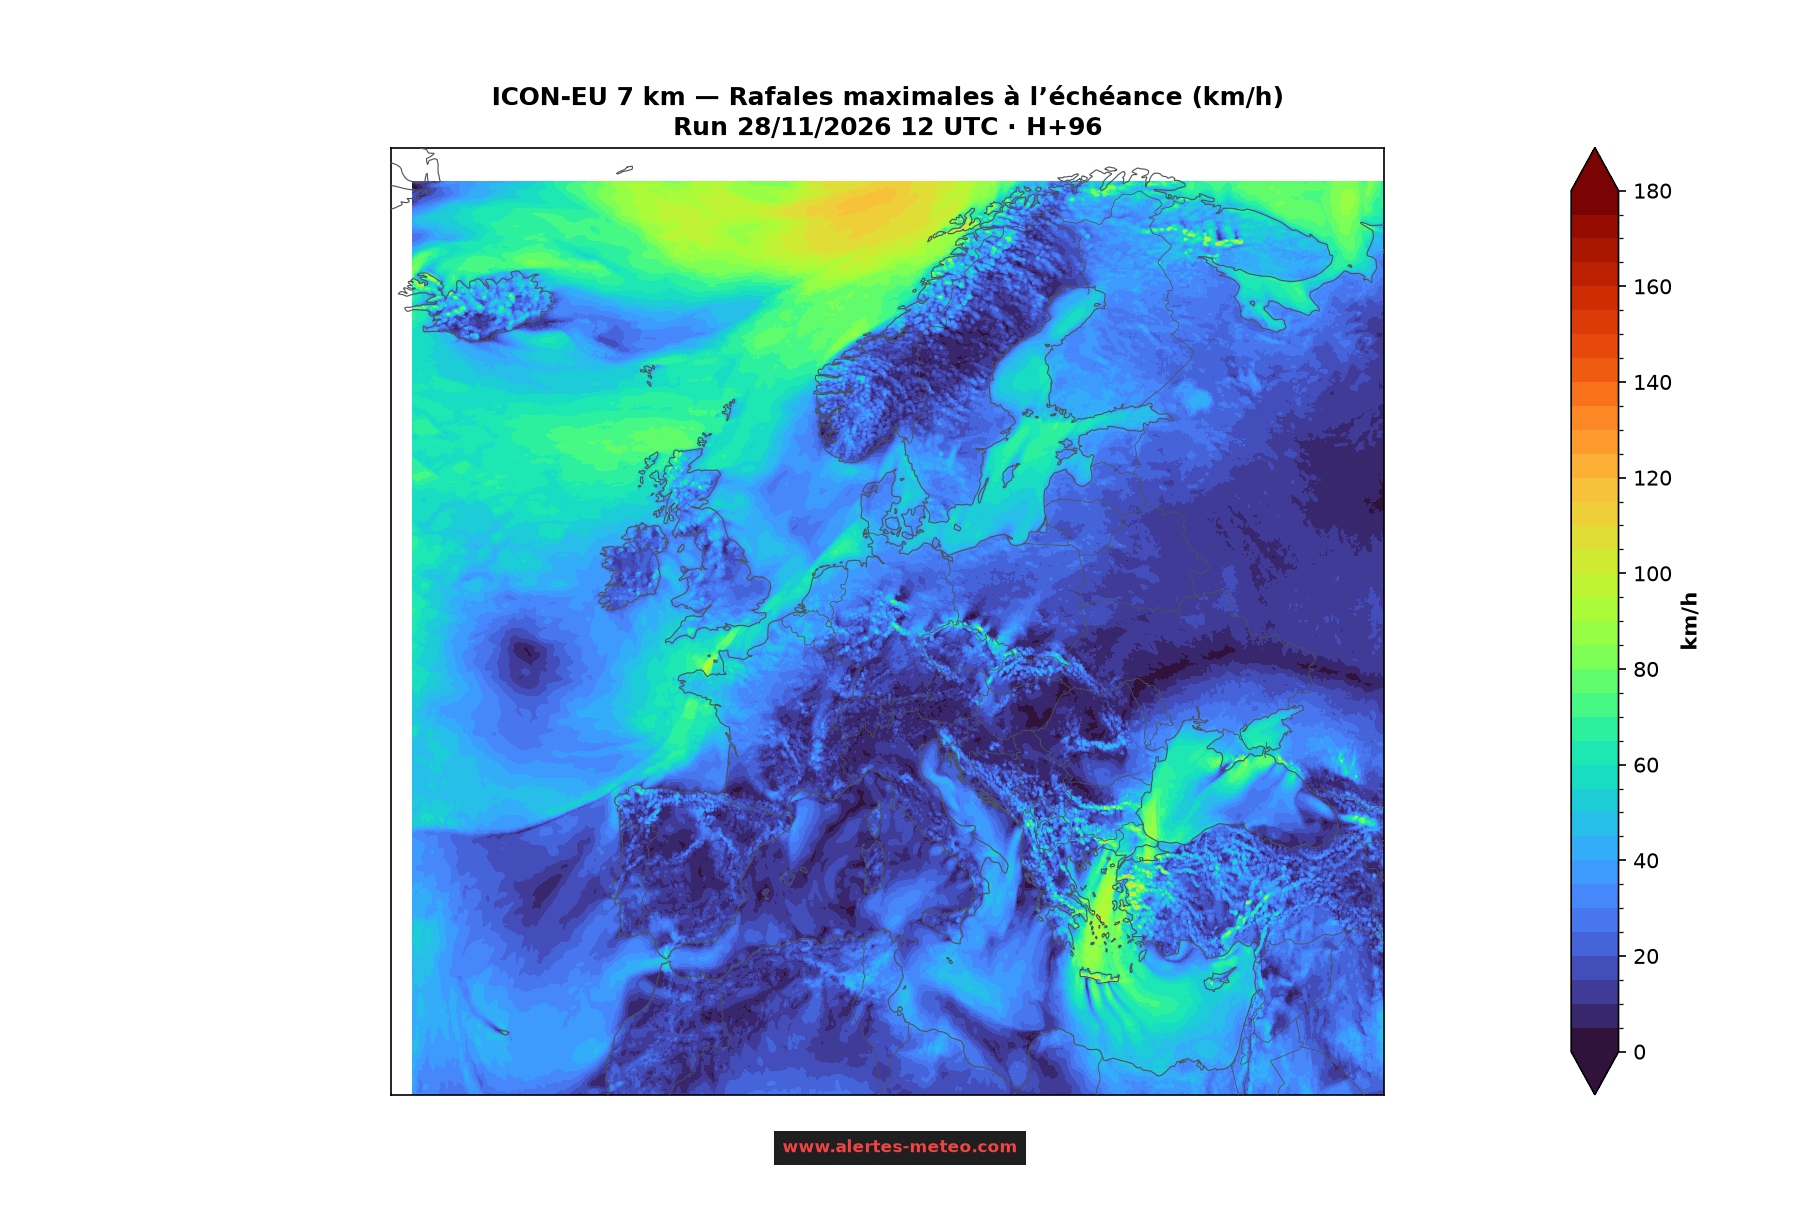 ICON-EU 7 km — Rafales maximales à l’échéance (km/h)
Run 28/11/2026 12 UTC · H+96
180
160
140
120
100
80
60
40
20
0
km/h
www.alertes-meteo.com